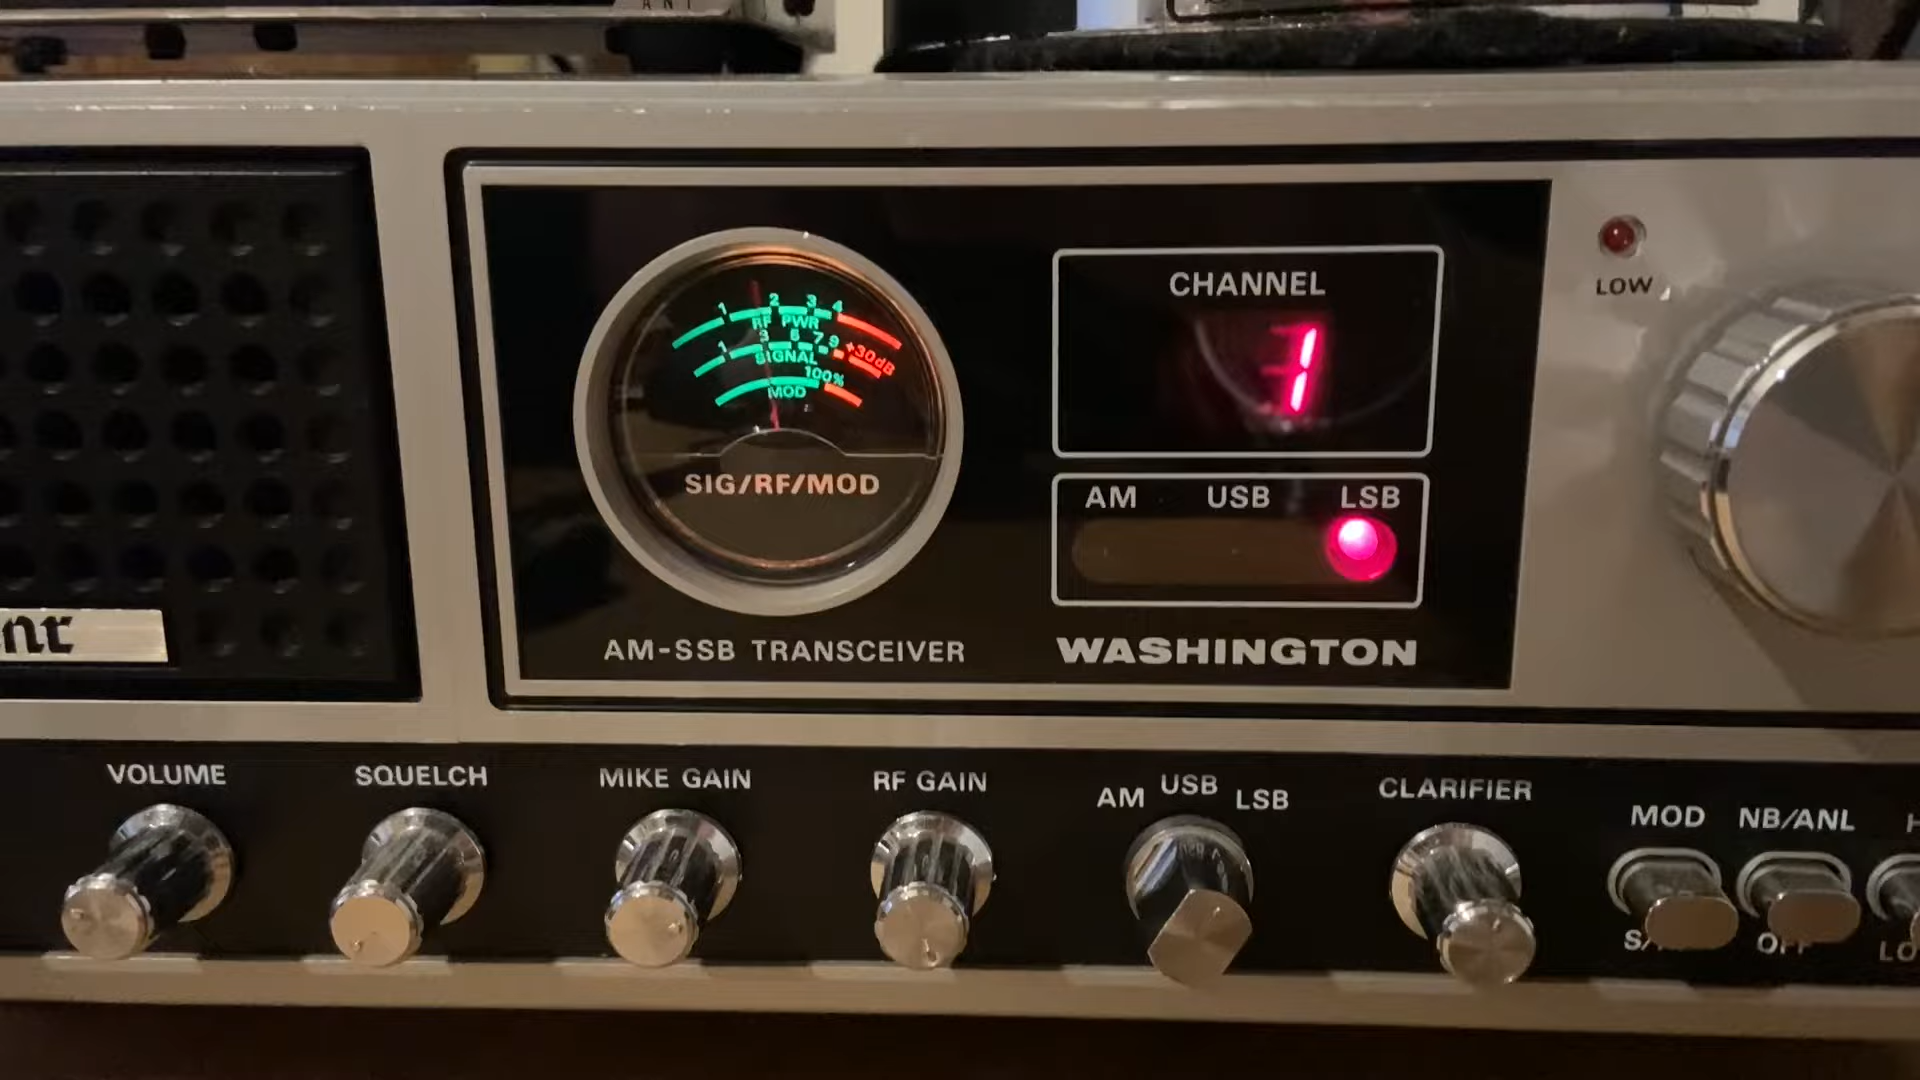 ANT
CHANNEL
1
LOW
1 2 3 4
RF PWR
1 3 5 7 9 +30dB
SIGNAL
100%
MOD
SIG/RF/MOD
AM USB LSB
AM-SSB TRANSCEIVER
WASHINGTON
VOLUME
SQUELCH
MIKE GAIN
RF GAIN
AM USB LSB
CLARIFIER
MOD
NB/ANL
OFF